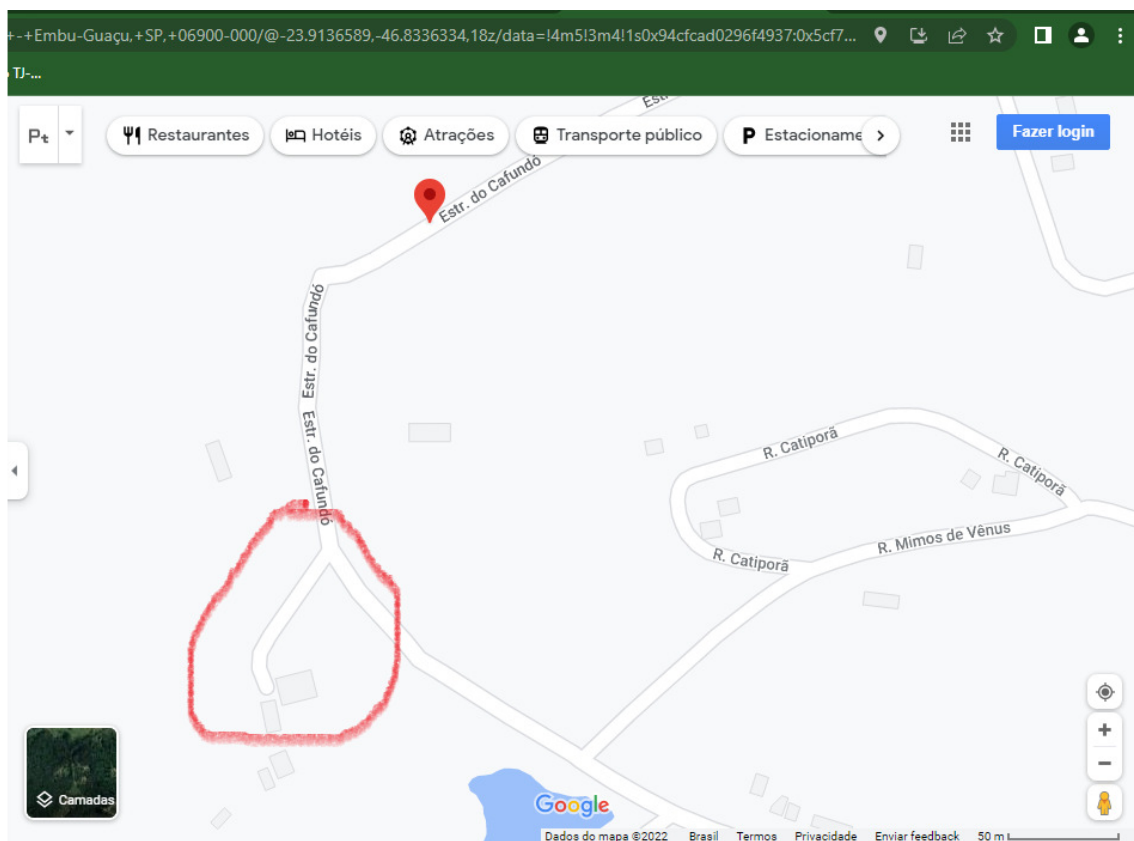 +-+Embu-Guaçu,+SP,+06900-000/@-23.9136589,-46.8336334,18z/data=!4m5!3m4!1s0x94cfcad0296f4937:0x5cf7...
TJ-...
Pt
Restaurantes
Hotéis
Atrações
Transporte público
P Estacioname
Fazer login
Estr. do Cafundó
Estr. do Cafundó
Estr. do Cafundó
R. Catiporã
R. Catiporã
R. Mimos de Vênus
R. Catiporã
Camadas
Google
Dados do mapa ©2022 Brasil Termos Privacidade Enviar feedback 50 m